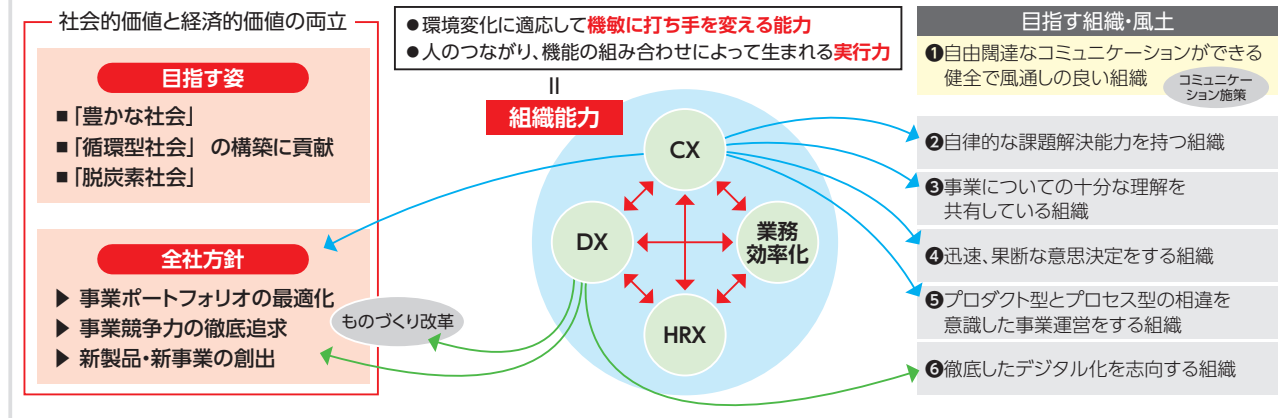 社会的価値と経済的価値の両立
目指す姿
■「豊かな社会」
■「循環型社会」 の構築に貢献
■「脱炭素社会」
全社方針
▶ 事業ポートフォリオの最適化
▶ 事業競争力の徹底追求
▶ 新製品・新事業の創出
ものづくり改革
●環境変化に適応して機敏に打ち手を変える能力
●人のつながり、機能の組み合わせによって生まれる実行力
=
組織能力
CX
DX
業務
効率化
HRX
目指す組織・風土
❶自由闊達なコミュニケーションができる
健全で風通しの良い組織
コミュニケー
ション施策
❷自律的な課題解決能力を持つ組織
❸事業についての十分な理解を
共有している組織
❹迅速、果断な意思決定をする組織
❺プロダクト型とプロセス型の相違を
意識した事業運営をする組織
❻徹底したデジタル化を志向する組織